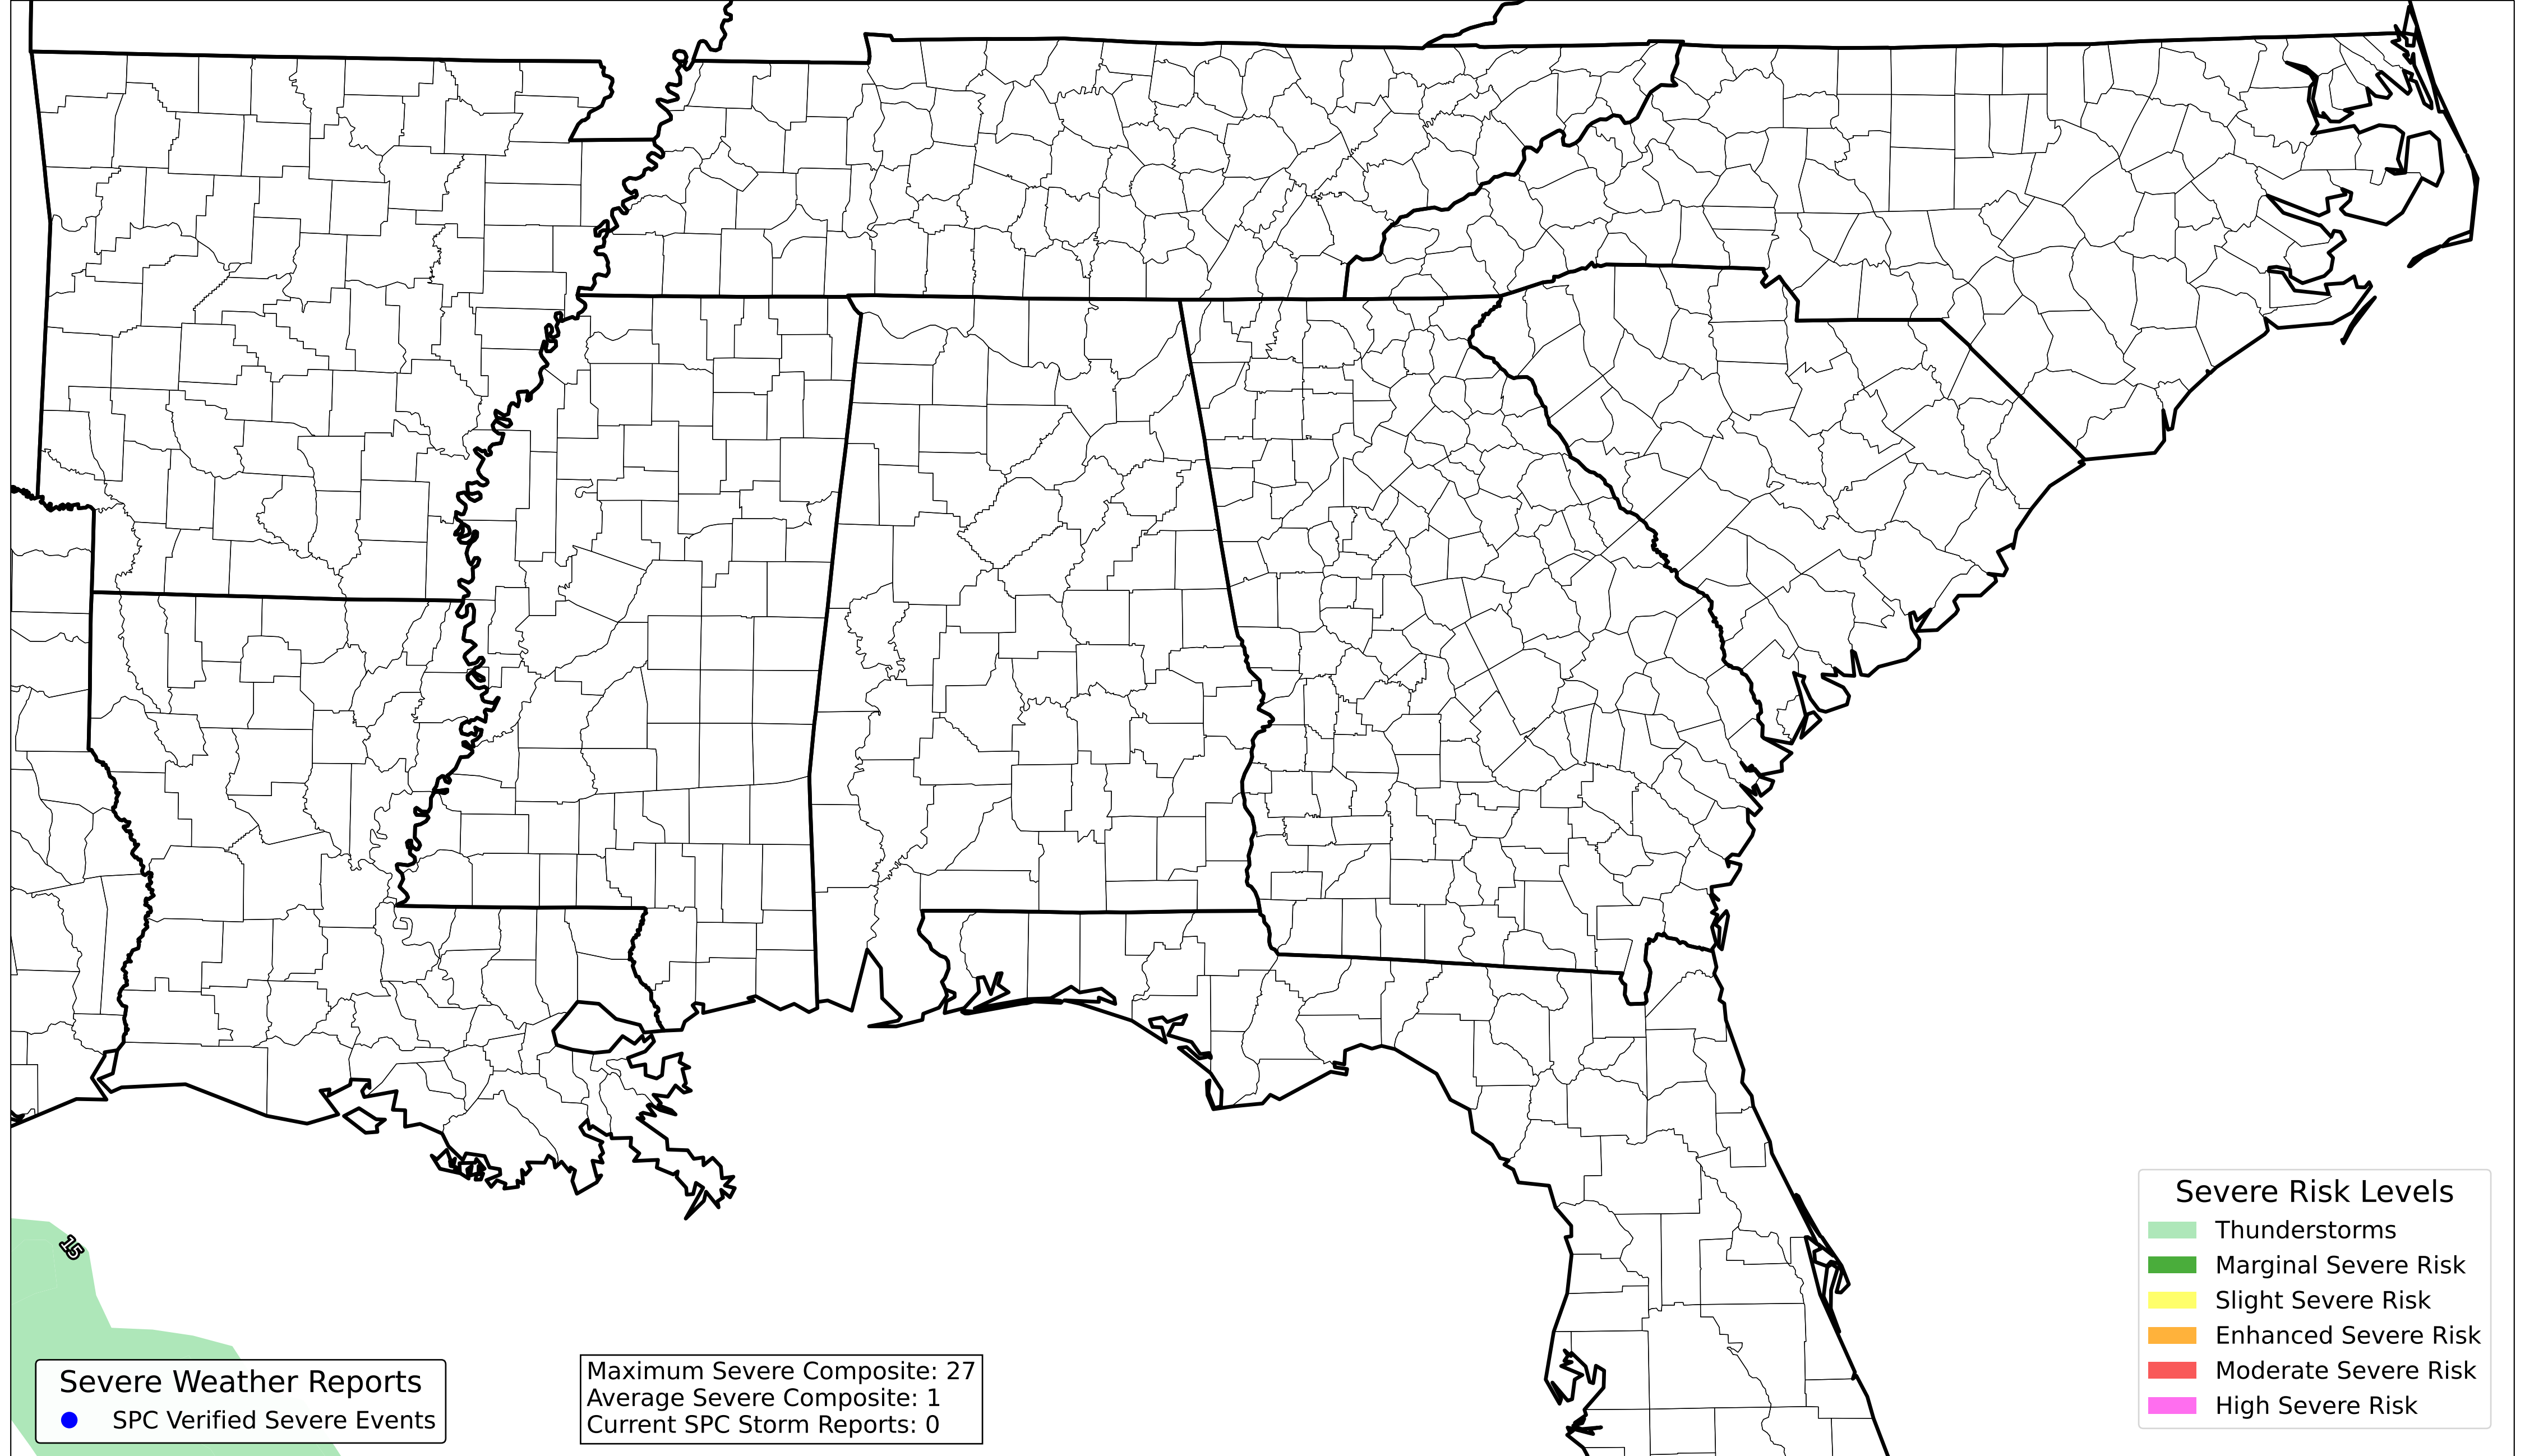 15
Severe Weather Reports
SPC Verified Severe Events
Maximum Severe Composite: 27
Average Severe Composite: 1
Current SPC Storm Reports: 0
Severe Risk Levels
Thunderstorms
Marginal Severe Risk
Slight Severe Risk
Enhanced Severe Risk
Moderate Severe Risk
High Severe Risk